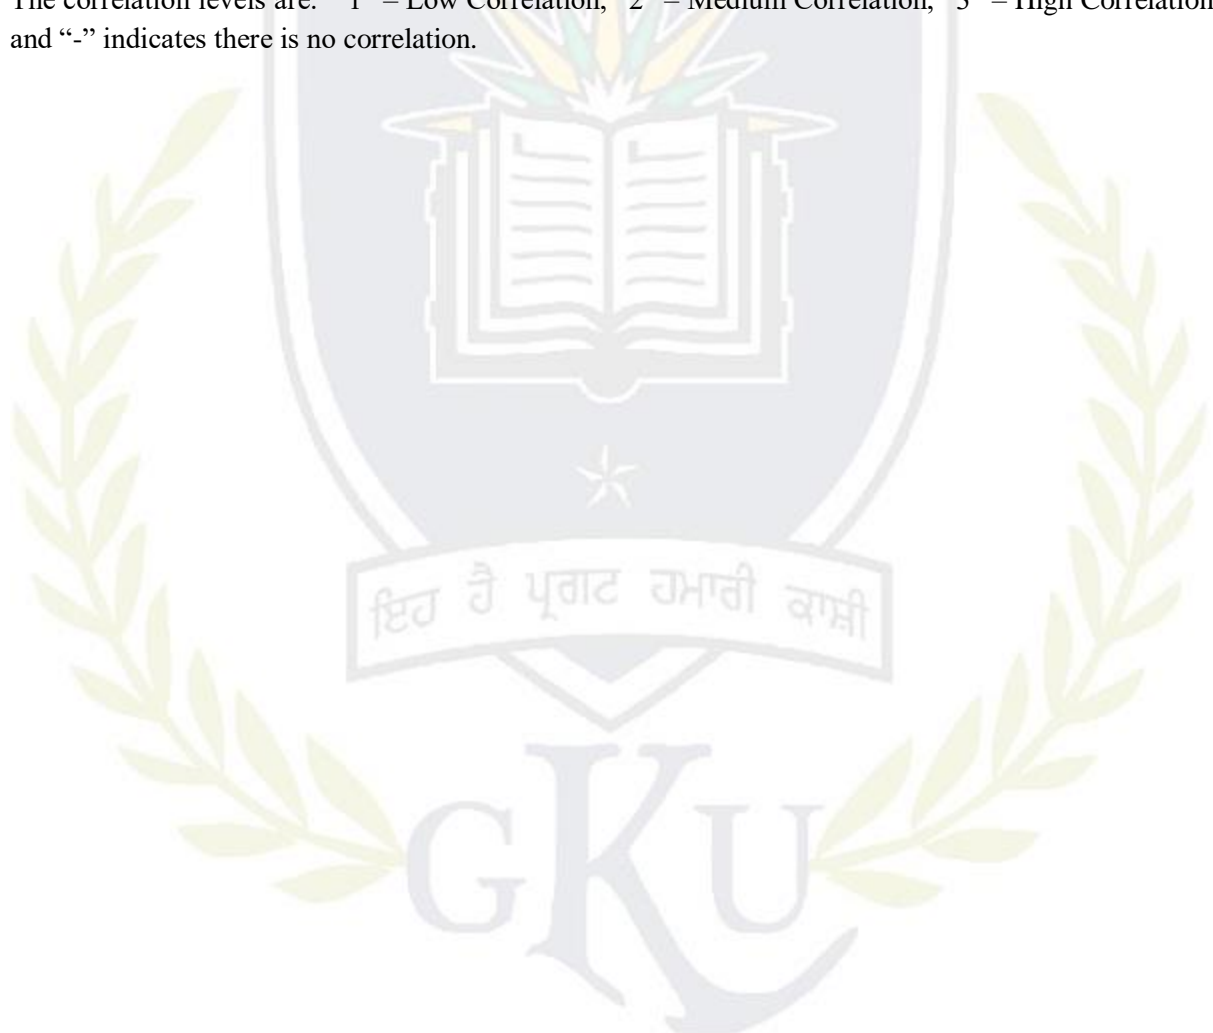 The correlation levels are: “1” – Low Correlation, “2” – Medium Correlation, “3” – High Correlation
and “-” indicates there is no correlation.
ਇਹ ਹੈ ਪ੍ਰਗਟ ਹਮਾਰੀ ਕਾਸ਼ੀ
GKU